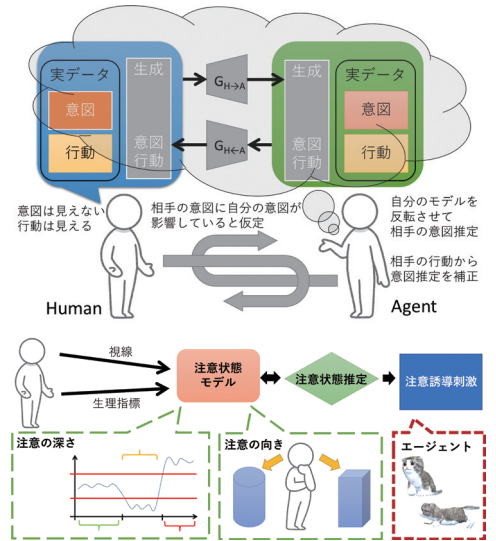 実データ
意図
行動
生成
意図
行動
G_H→A
G_H←A
生成
意図
行動
実データ
意図
行動
意図は見えない
行動は見える
相手の意図に自分の意図が
影響していると仮定
自分のモデルを
反転させて
相手の意図推定
相手の行動から
意図推定を補正
Human
Agent
視線
生理指標
注意状態
モデル
注意状態推定
注意誘導刺激
注意の深さ
注意の向き
エージェント